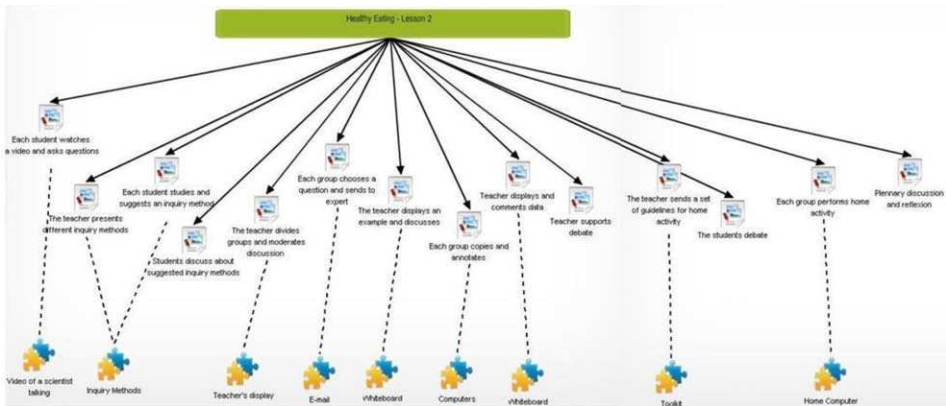 Healthy Eating - Lesson 2
Each student watches
a video and asks questions
The teacher presents
different inquiry methods
Each student studies and
suggests an inquiry method
Students discuss about
suggested inquiry methods
The teacher divides
groups and moderates
discussion
Each group chooses a
question and sends to
expert
The teacher displays an
example and discusses
Each group copies and
annotates
Teacher displays and
comments data
Teacher supports
debate
The teacher sends a set
of guidelines for home
activity
The students debate
Each group performs home
activity
Plennary discussion and
reflexion
Video of a scientist
talking
Inquiry Methods
Teacher's display
E-mail
Whiteboard
Computers
Whiteboard
Toolkit
Home Computer